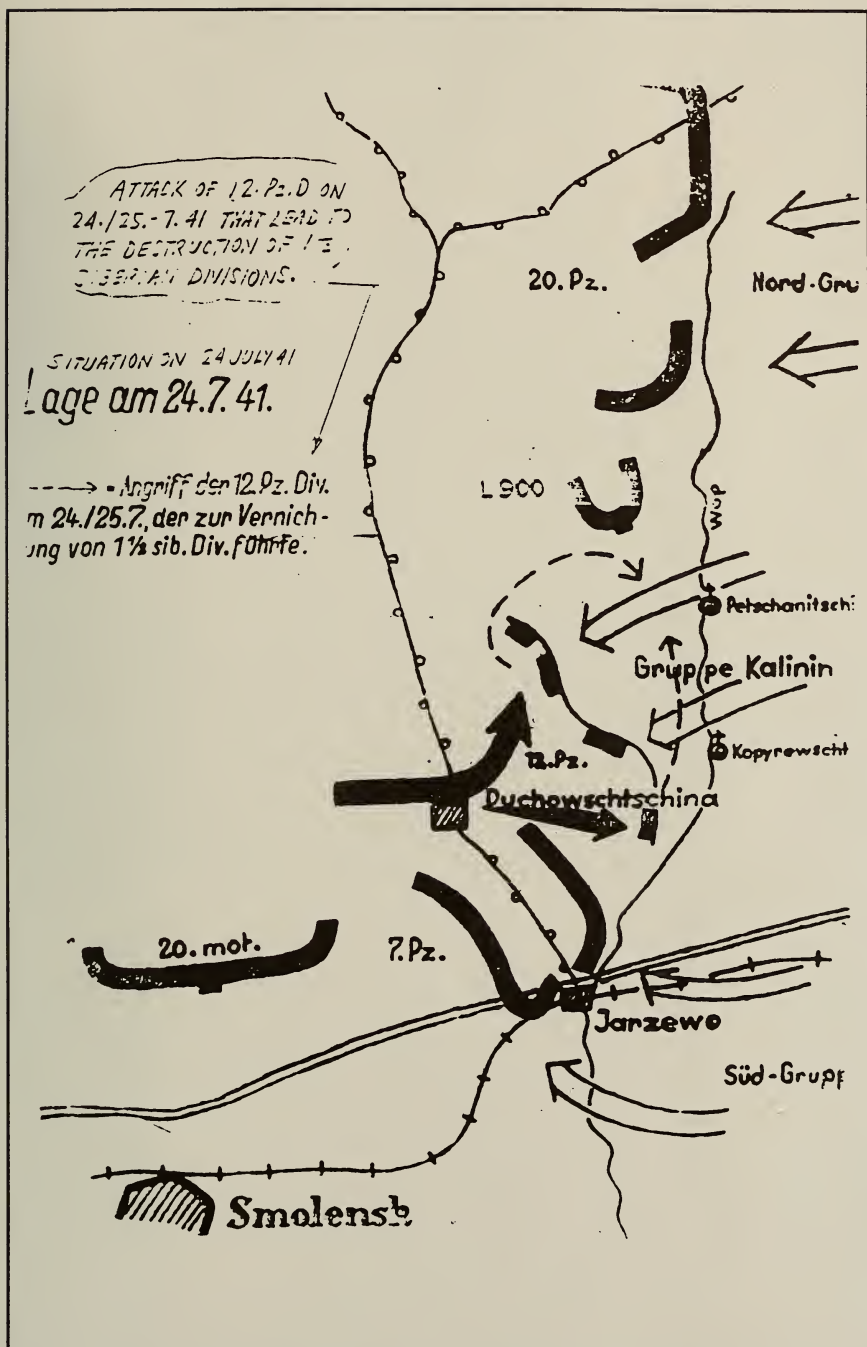 ATTACK OF 12. PZ. D ON
24./25.-7.41 THAT LEAD TO
THE DESTRUCTION OF
DIVISIONS.
SITUATION ON 24 JULY 41
Lage am 24.7.41.
= Angriff der 12. Pz. Div.
m 24./25.7., der zur Vernich-
ung von 1½ sib. Div. führte.
20. Pz.
Nord-Gru
L900
Wop
Petschanitsch
Gruppe Kalinin
Kopyrewscht
12. Pz.
Duchowschtschina
20. mot.
7. Pz.
Jarzewo
Süd-Grupp
Smolensk